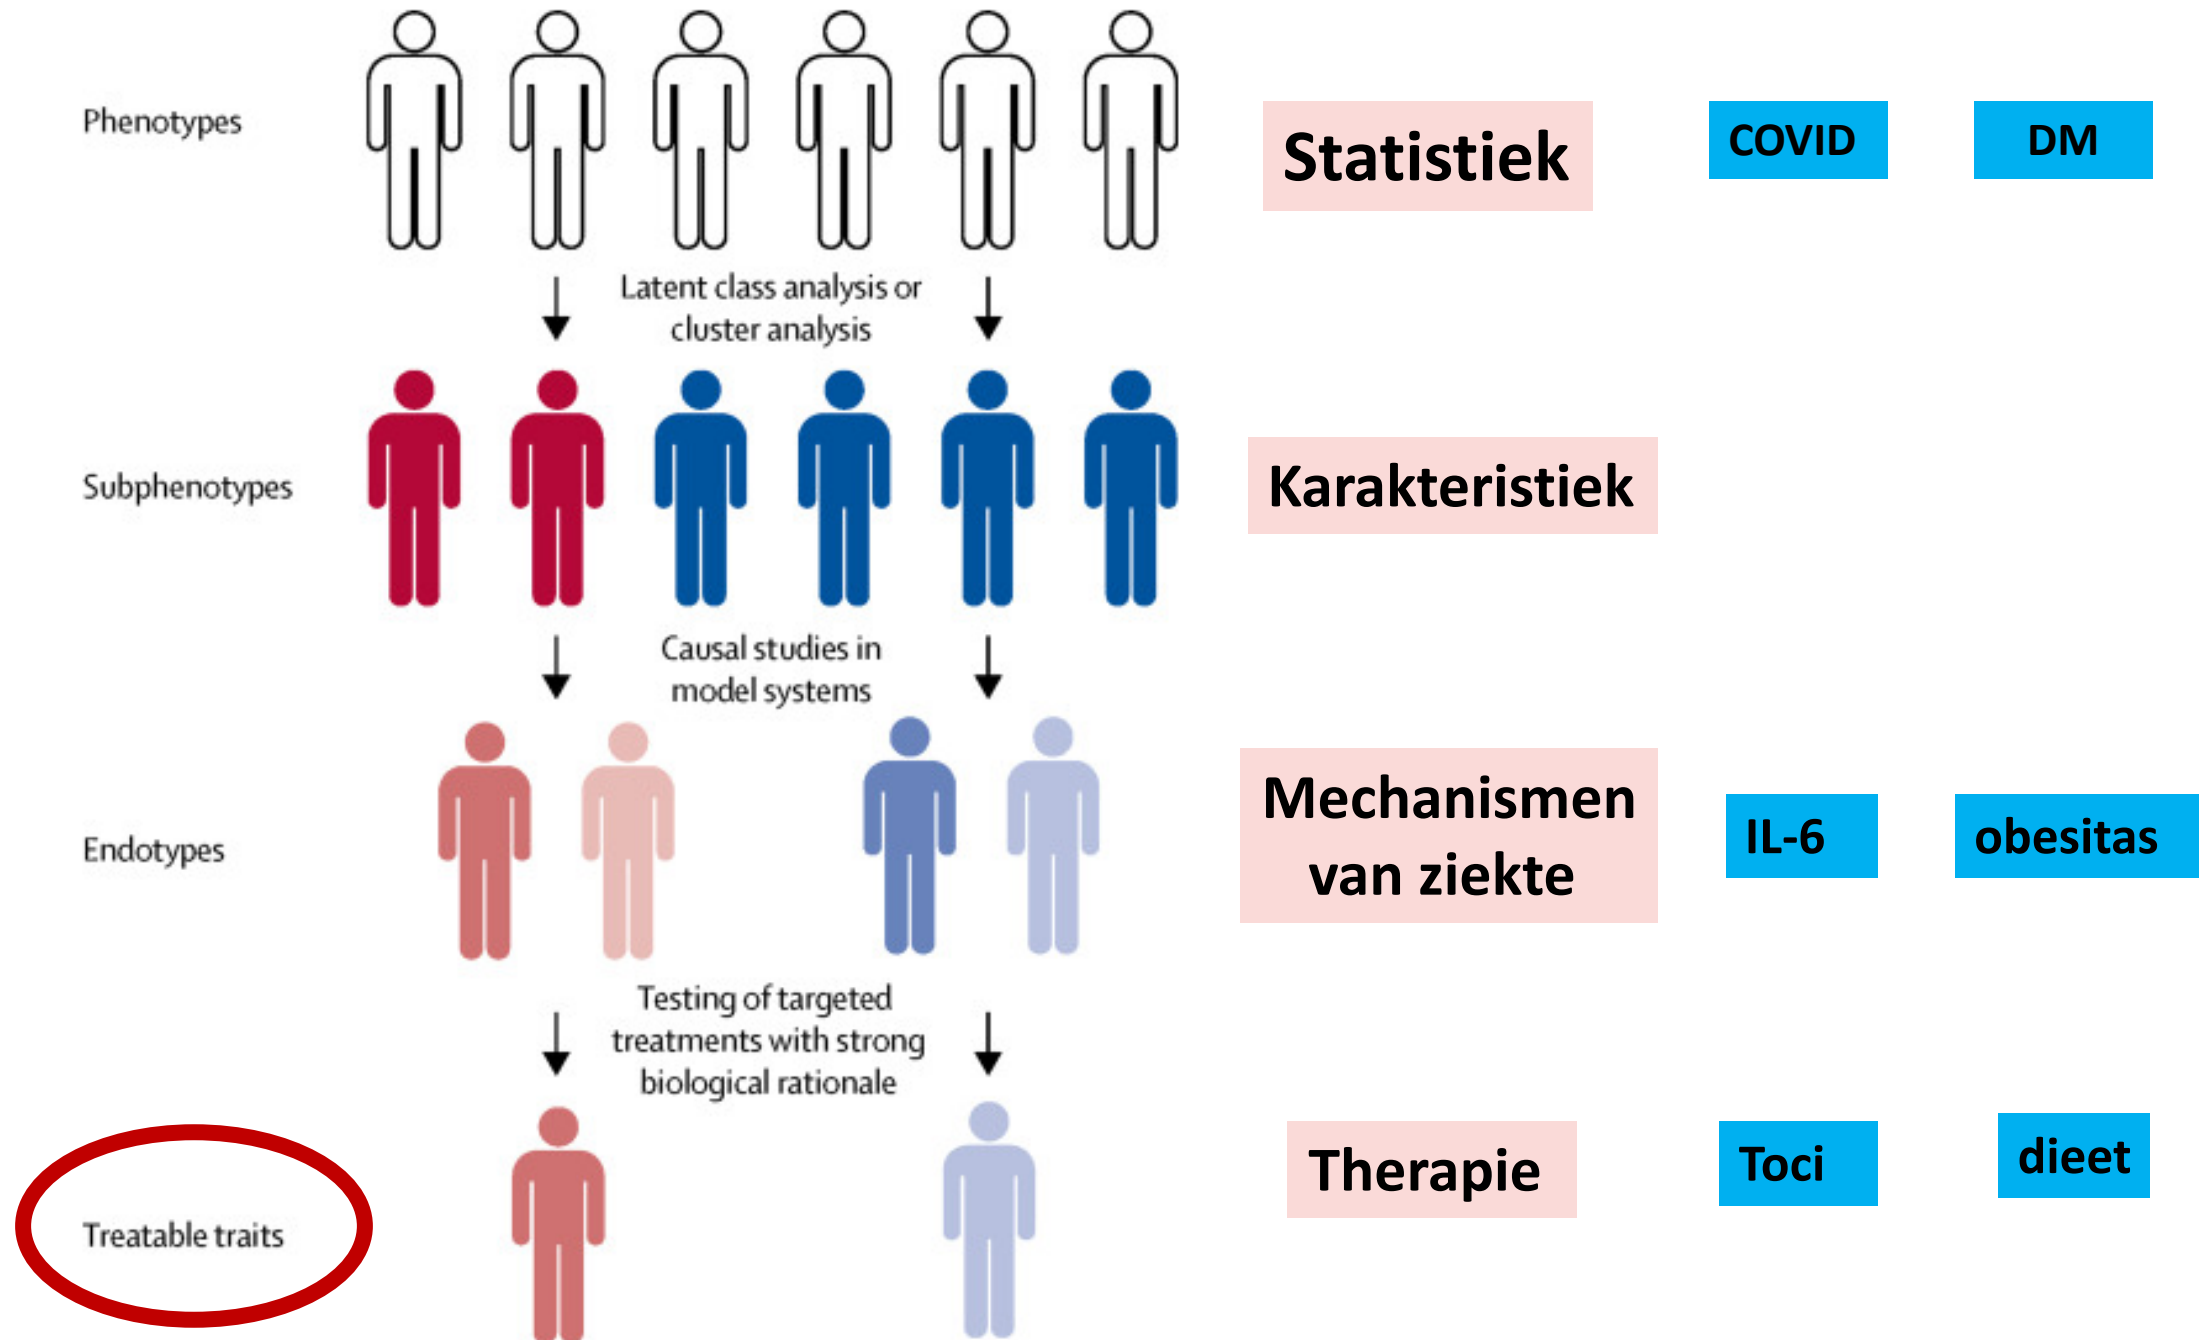 Phenotypes
Statistiek
COVID
DM
Latent class analysis or
cluster analysis
Subphenotypes
Karakteristiek
Causal studies in
model systems
Endotypes
Mechanismen
van ziekte
IL-6
obesitas
Testing of targeted
treatments with strong
biological rationale
Treatable traits
Therapie
Toci
dieet